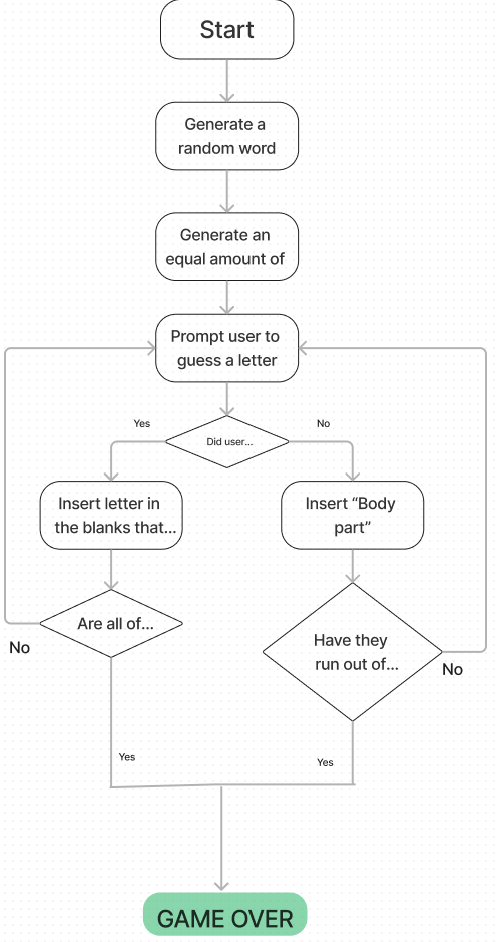 Start
Generate a
random word
Generate an
equal amount of
Prompt user to
guess a letter
Did user...
Yes
No
Insert letter in
the blanks that...
Insert “Body
part”
Are all of...
No
Have they
run out of...
No
Yes
Yes
GAME OVER